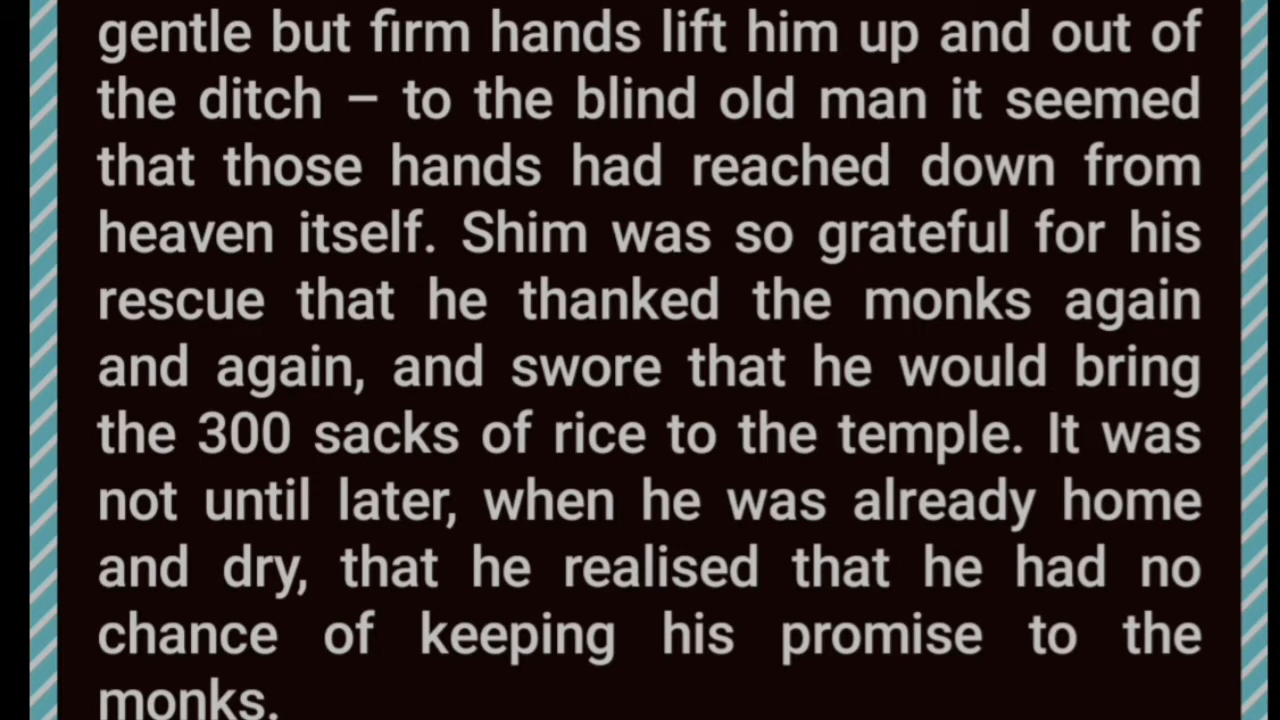 gentle but firm hands lift him up and out of
the ditch – to the blind old man it seemed
that those hands had reached down from
heaven itself. Shim was so grateful for his
rescue that he thanked the monks again
and again, and swore that he would bring
the 300 sacks of rice to the temple. It was
not until later, when he was already home
and dry, that he realised that he had no
chance of keeping his promise to the
monks.